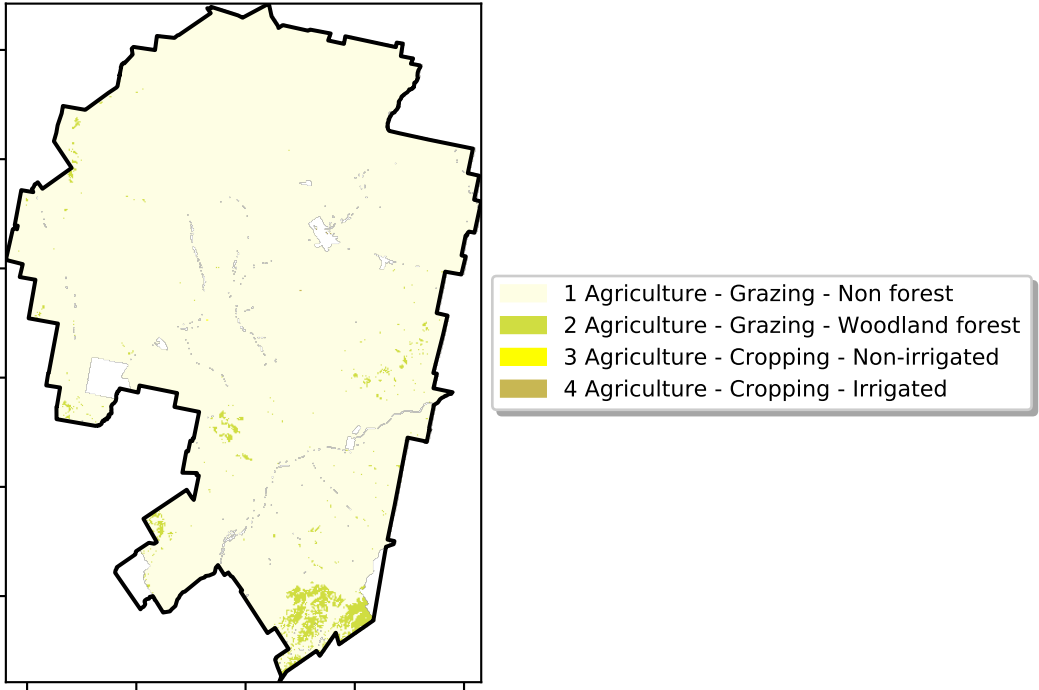 1 Agriculture - Grazing - Non forest
2 Agriculture - Grazing - Woodland forest
3 Agriculture - Cropping - Non-irrigated
4 Agriculture - Cropping - Irrigated